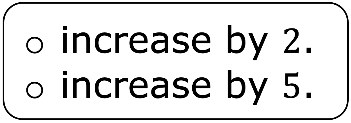 ○ increase by 2.
○ increase by 5.